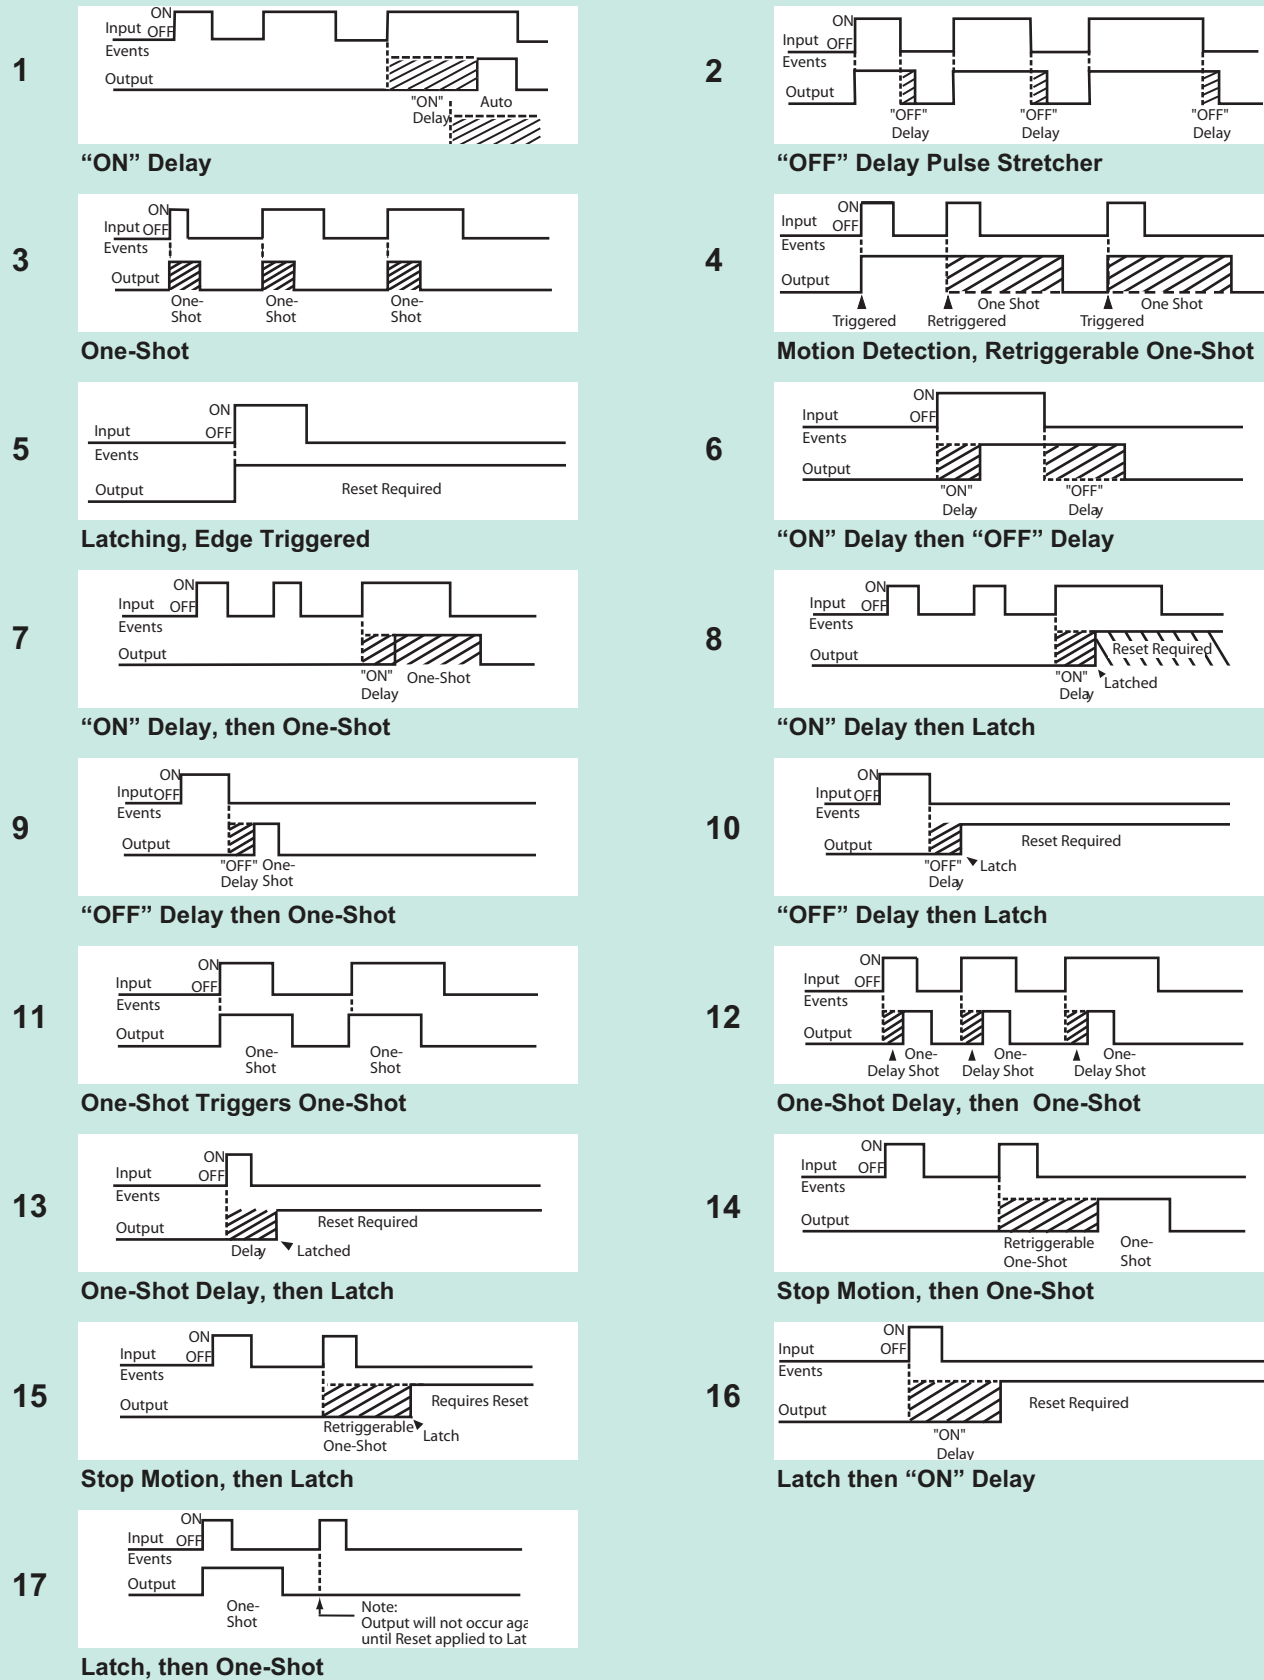 1
ON
Input OFF
Events
Output
"ON" Auto
Delay
“ON” Delay
2
ON
Input OFF
Events
Output
"OFF" "OFF" "OFF"
Delay Delay Delay
“OFF” Delay Pulse Stretcher
3
ON
Input OFF
Events
Output
One- One- One-
Shot Shot Shot
One-Shot
4
ON
Input OFF
Events
Output
One Shot One Shot
Triggered Retriggered Triggered
Motion Detection, Retriggerable One-Shot
5
ON
Input OFF
Events
Output Reset Required
Latching, Edge Triggered
6
ON
Input OFF
Events
Output
"ON" "OFF"
Delay Delay
“ON” Delay then “OFF” Delay
7
ON
Input OFF
Events
Output
"ON" One-Shot
Delay
“ON” Delay, then One-Shot
8
ON
Input OFF
Events
Output Reset Required
"ON" Latched
Delay
“ON” Delay then Latch
9
ON
Input OFF
Events
Output
"OFF" One-
Delay Shot
“OFF” Delay then One-Shot
10
ON
Input OFF
Events
Output Reset Required
"OFF" Latch
Delay
“OFF” Delay then Latch
11
ON
Input OFF
Events
Output
One- One-
Shot Shot
One-Shot Triggers One-Shot
12
ON
Input OFF
Events
Output
One- One- One-
Delay Shot Delay Shot Delay Shot
One-Shot Delay, then One-Shot
13
ON
Input OFF
Events
Output Reset Required
Delay Latched
One-Shot Delay, then Latch
14
ON
Input OFF
Events
Output
Retriggerable One-
One-Shot Shot
Stop Motion, then One-Shot
15
ON
Input OFF
Events
Output Requires Reset
Retriggerable Latch
One-Shot
Stop Motion, then Latch
16
ON
Input OFF
Events
Output Reset Required
"ON"
Delay
Latch then “ON” Delay
17
ON
Input OFF
Events
Output
One- Note:
Shot Output will not occur aga
until Reset applied to Lat
Latch, then One-Shot